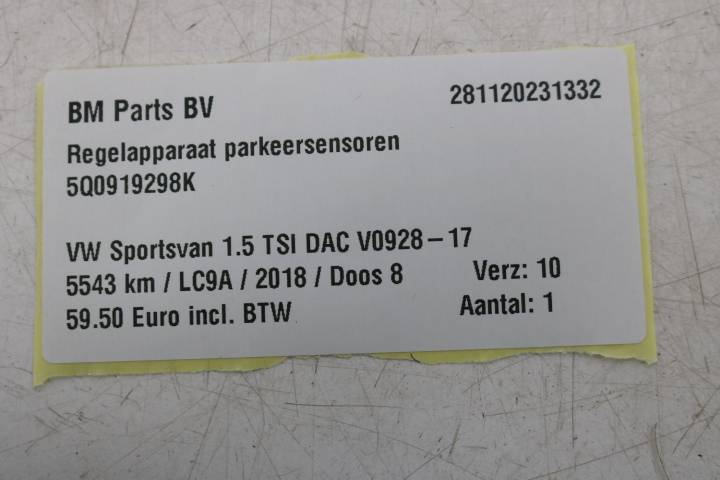 BM Parts BV 281120231332
Regelapparaat parkeersensoren
5Q0919298K
VW Sportsvan 1.5 TSI DAC V0928 – 17
5543 km / LC9A / 2018 / Doos 8 Verz: 10
59.50 Euro incl. BTW Aantal: 1